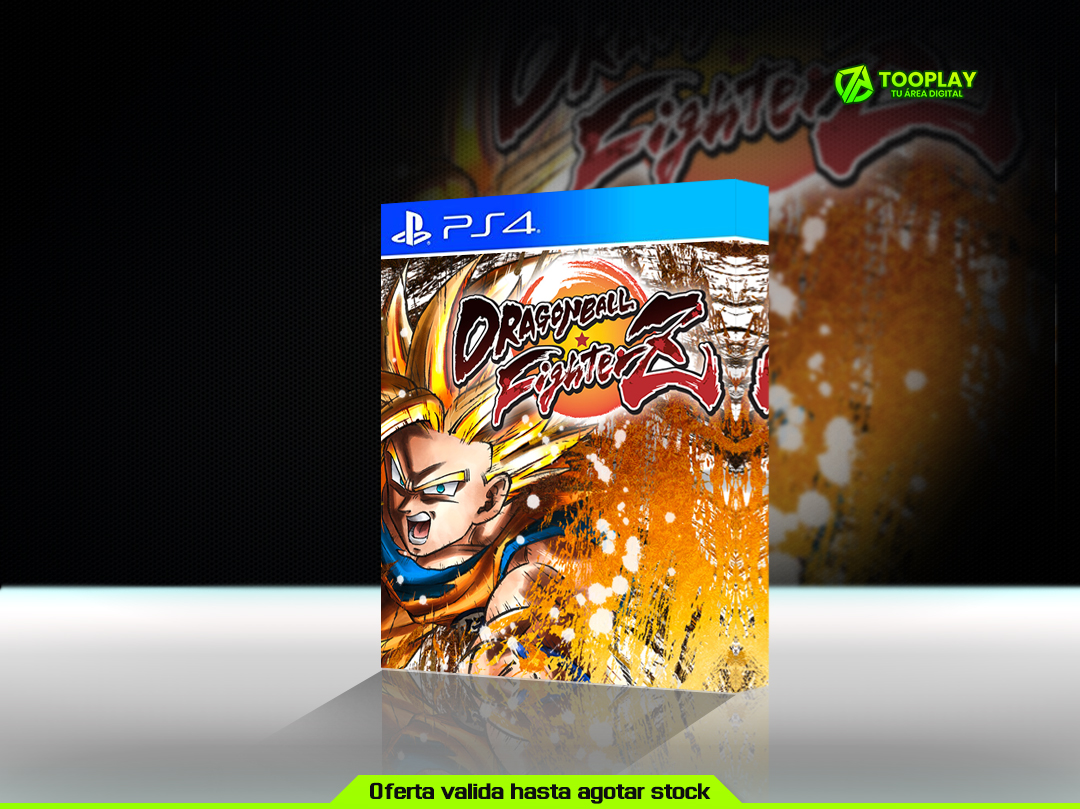 TOOPLAY
TU ÁREA DIGITAL
PS4
DRAGONBALL
FighterZ
Oferta valida hasta agotar stock